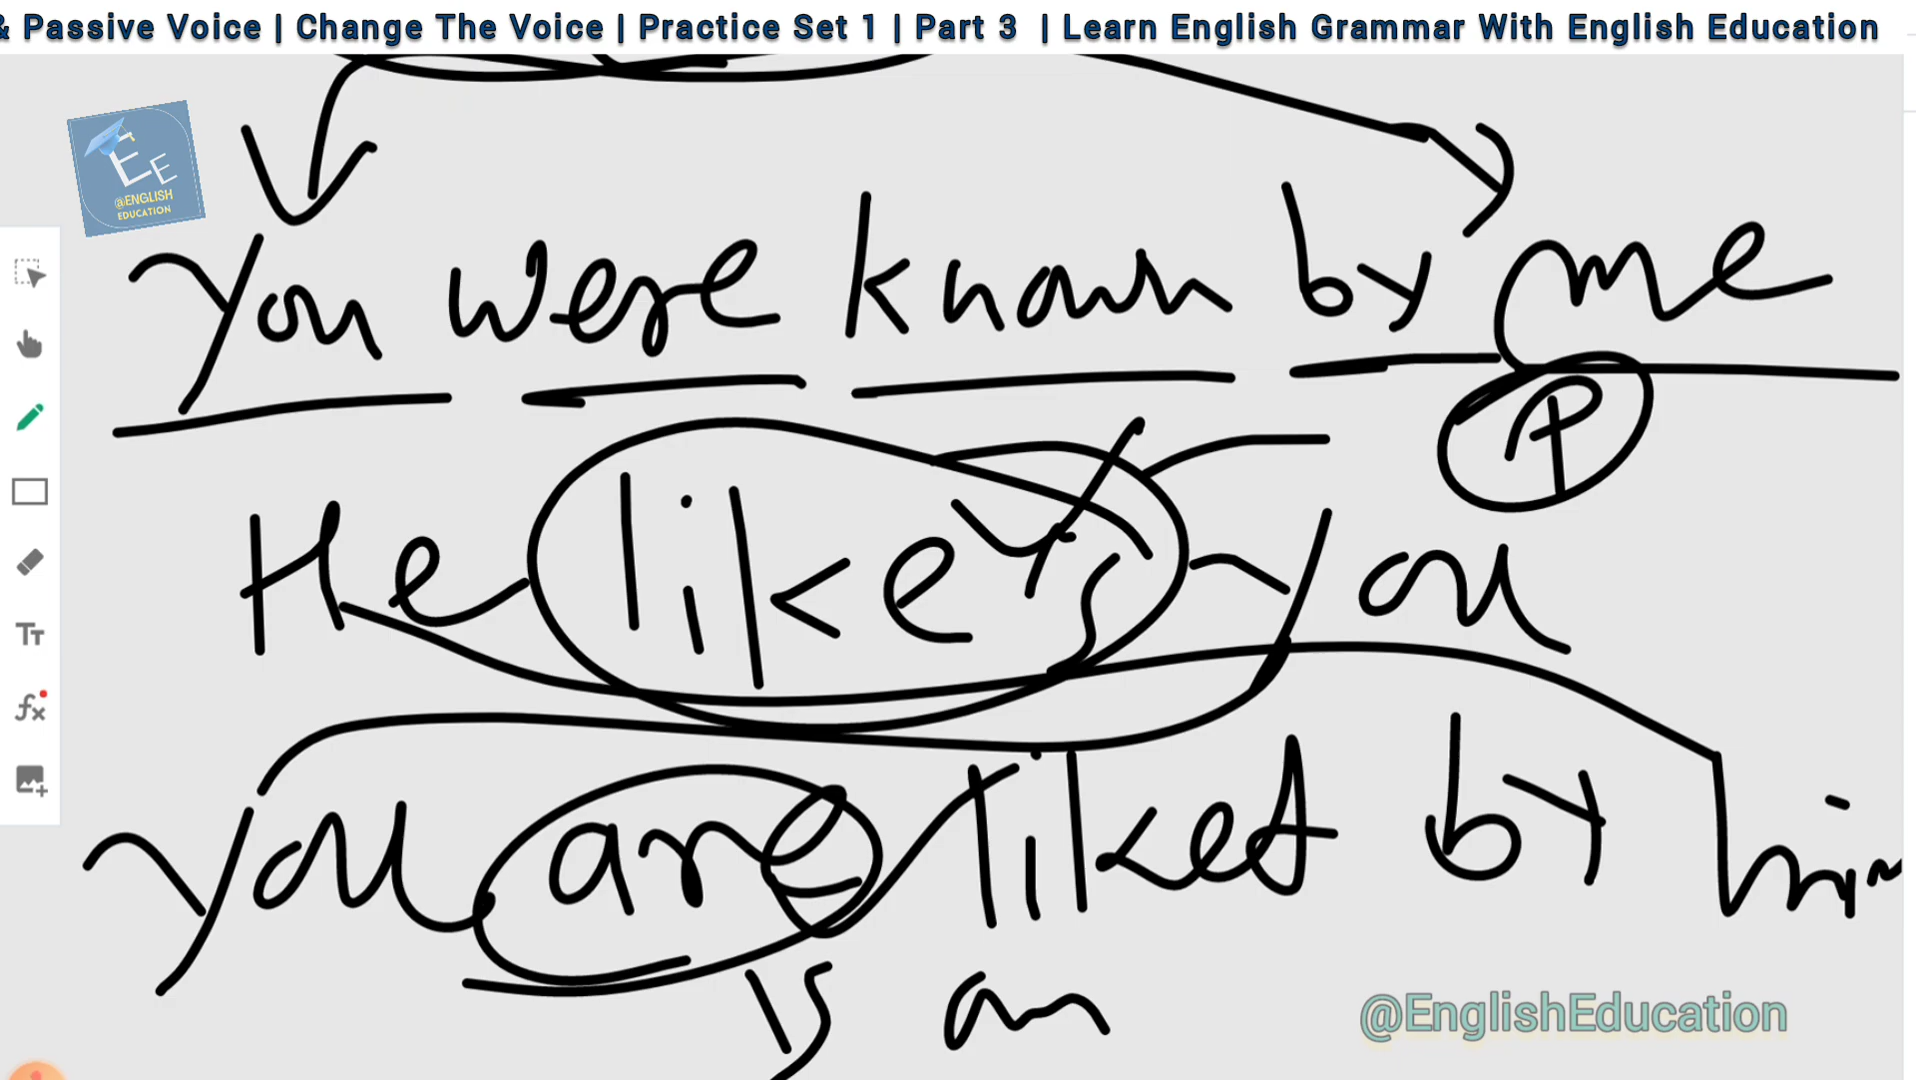 & Passive Voice | Change The Voice | Practice Set 1 | Part 3 | Learn English Grammar With English Education
EE
@ENGLISH
EDUCATION
You were known by me
P
He likes you
You are liked by him
is am
@EnglishEducation